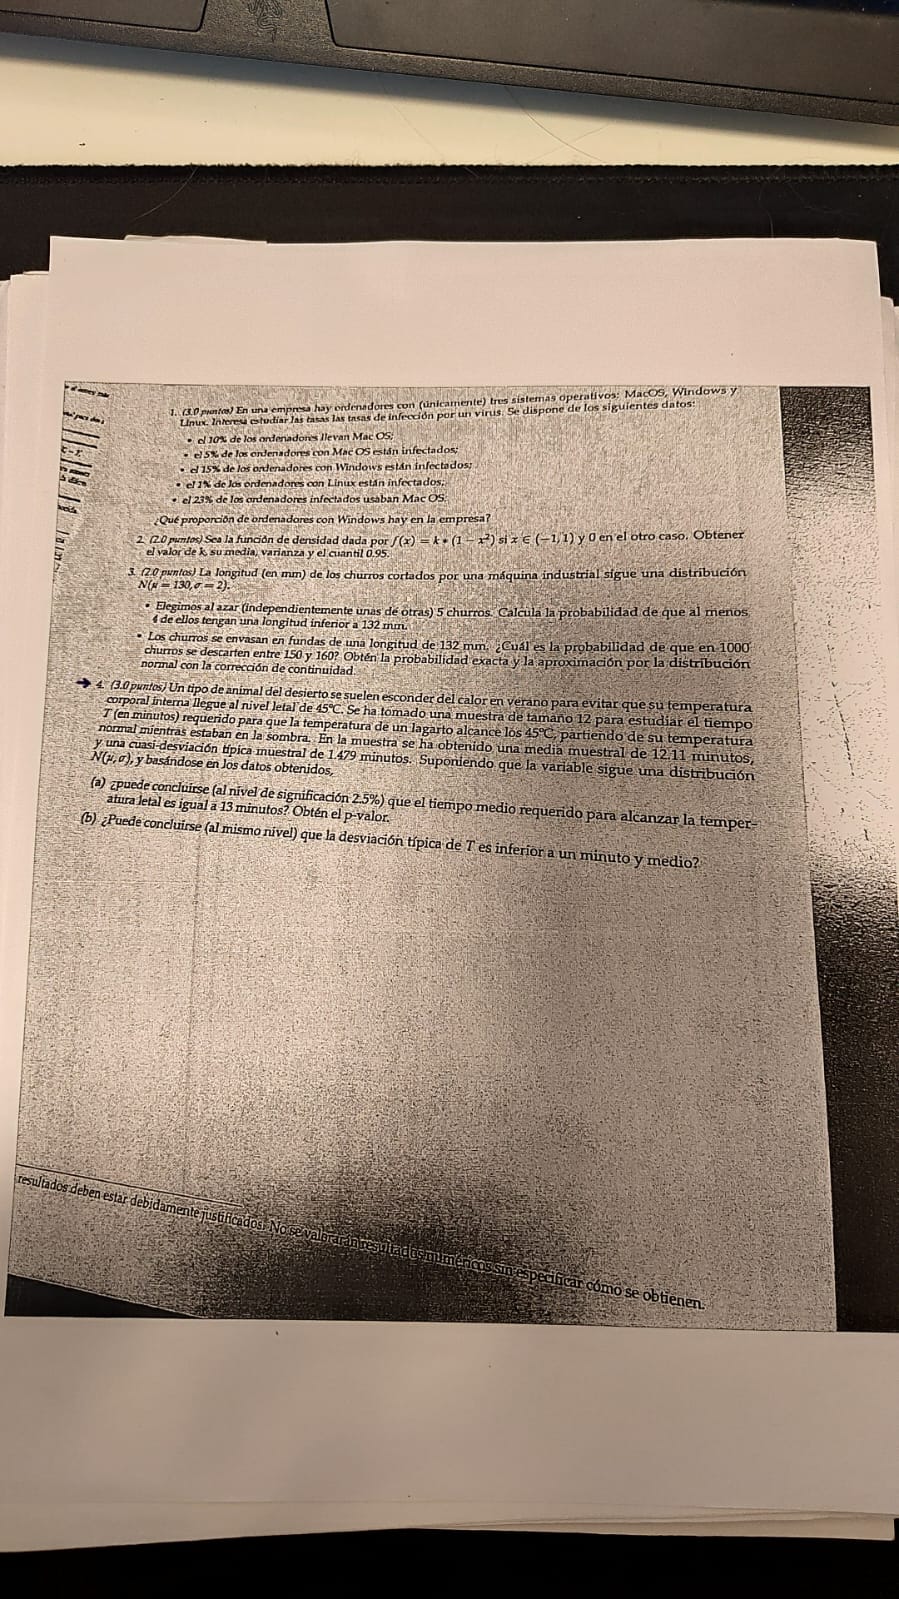 1. (3.0 puntos) En una empresa hay ordenadores con (únicamente) tres sistemas operativos: MacOS, Windows y
Linux. Interesa estudiar las tasas las tasas de infección por un virus. Se dispone de los siguientes datos:
• el 10% de los ordenadores llevan Mac OS;
• el 5% de los ordenadores con Mac OS están infectados;
• el 15% de los ordenadores con Windows están infectados;
• el 1% de los ordenadores con Linux están infectados;
• el 23% de los ordenadores infectados usaban Mac OS.
¿Qué proporción de ordenadores con Windows hay en la empresa?
2. (2.0 puntos) Sea la función de densidad dada por f(x) = k * (1 − x²) si x ∈ (−1, 1) y 0 en el otro caso. Obtener
el valor de k, su media, varianza y el cuantil 0.95.
3. (2.0 puntos) La longitud (en mm) de los churros cortados por una máquina industrial sigue una distribución
N(μ = 130, σ = 2).
• Elegimos al azar (independientemente unas de otras) 5 churros. Calcula la probabilidad de que al menos
4 de ellos tengan una longitud inferior a 132 mm.
• Los churros se envasan en fundas de una longitud de 132 mm. ¿Cuál es la probabilidad de que en 1000
churros se descarten entre 150 y 160? Obtén la probabilidad exacta y la aproximación por la distribución
normal con la corrección de continuidad.
4. (3.0 puntos) Un tipo de animal del desierto se suelen esconder del calor en verano para evitar que su temperatura
corporal interna llegue al nivel letal de 45ºC. Se ha tomado una muestra de tamaño 12 para estudiar el tiempo
T (en minutos) requerido para que la temperatura de un lagarto alcance los 45ºC, partiendo de su temperatura
normal mientras estaban en la sombra. En la muestra se ha obtenido una media muestral de 12.11 minutos,
y una cuasi-desviación típica muestral de 1.479 minutos. Suponiendo que la variable sigue una distribución
N(μ, σ), y basándose en los datos obtenidos,
(a) ¿puede concluirse (al nivel de significación 2.5%) que el tiempo medio requerido para alcanzar la temper-
atura letal es igual a 13 minutos? Obtén el p-valor.
(b) ¿Puede concluirse (al mismo nivel) que la desviación típica de T es inferior a un minuto y medio?
resultados deben estar debidamente justificados. No se valorarán resultados numéricos sin especificar cómo se obtienen.